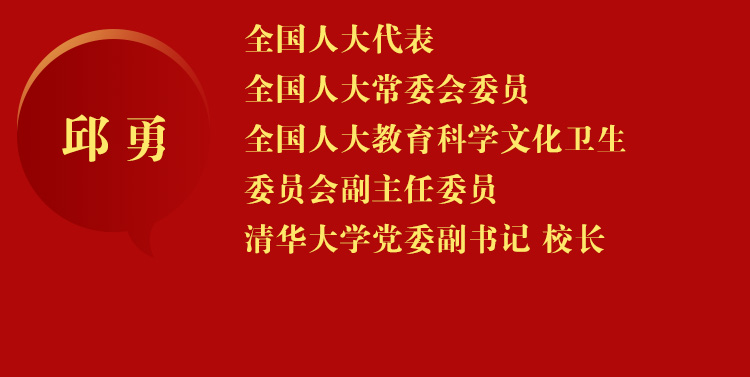 邱勇
全国人大代表
全国人大常委会委员
全国人大教育科学文化卫生
委员会副主任委员
清华大学党委副书记 校长